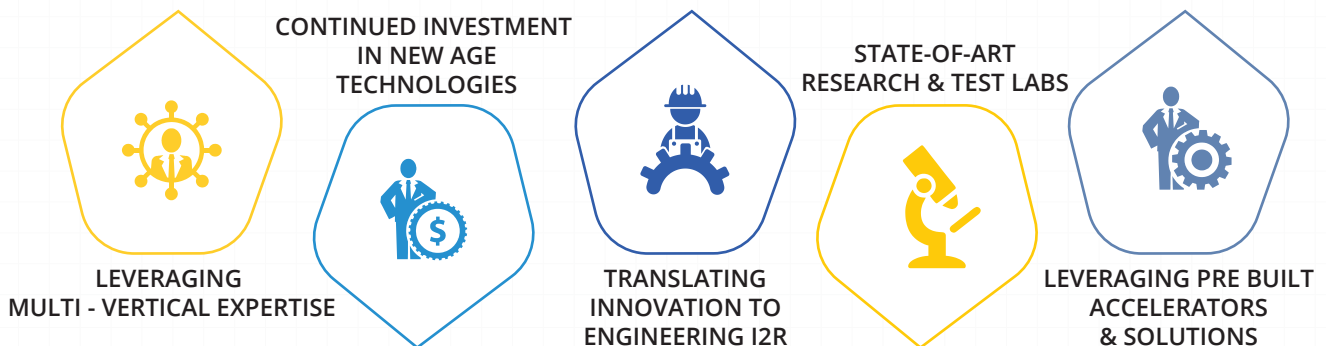 LEVERAGING
MULTI - VERTICAL EXPERTISE
CONTINUED INVESTMENT
IN NEW AGE
TECHNOLOGIES
$
TRANSLATING
INNOVATION TO
ENGINEERING I2R
STATE-OF-ART
RESEARCH & TEST LABS
LEVERAGING PRE BUILT
ACCELERATORS
& SOLUTIONS